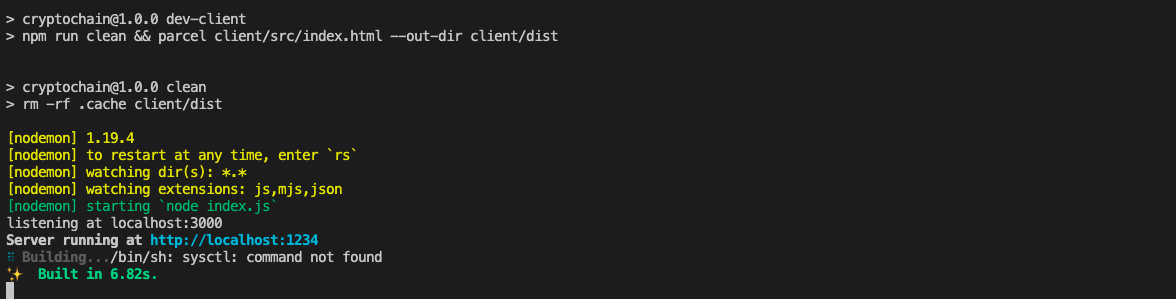 > cryptochain@1.0.0 dev-client
> npm run clean && parcel client/src/index.html --out-dir client/dist
> cryptochain@1.0.0 clean
> rm -rf .cache client/dist
[nodemon] 1.19.4
[nodemon] to restart at any time, enter `rs`
[nodemon] watching dir(s): *.*
[nodemon] watching extensions: js,mjs,json
[nodemon] starting `node index.js`
listening at localhost:3000
Server running at http://localhost:1234
⠿ Building.../bin/sh: sysctl: command not found
✨ Built in 6.82s.